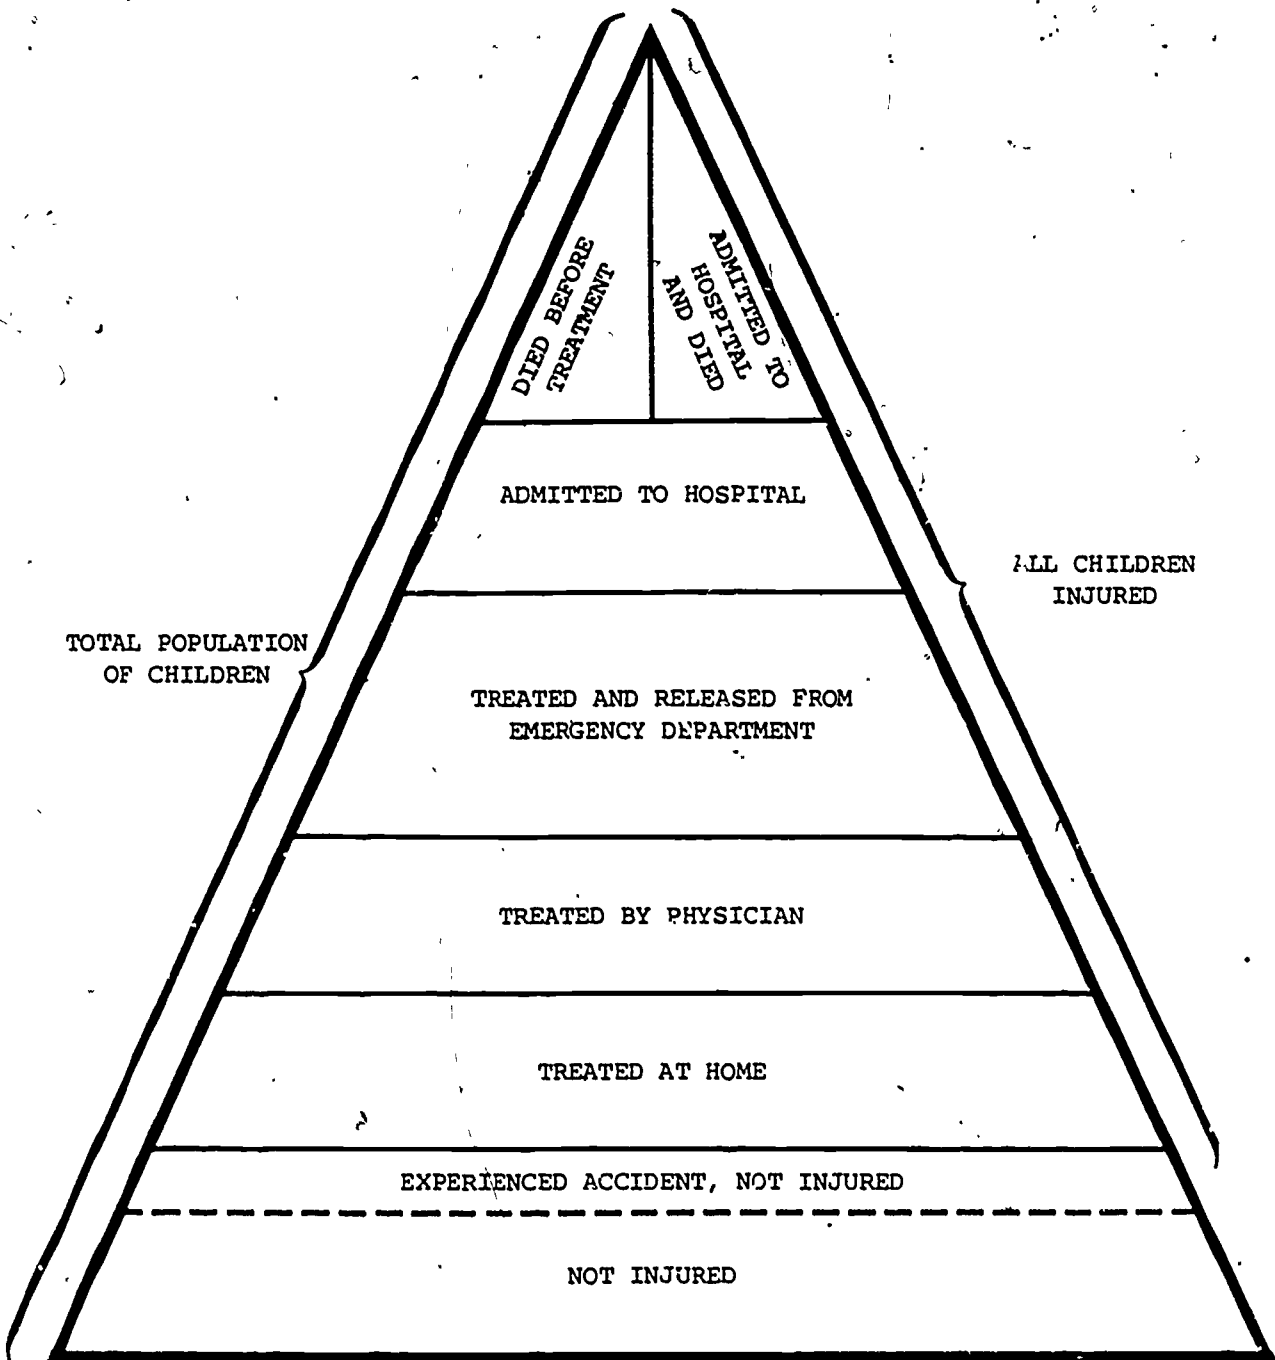 DIED BEFORE
TREATMENT
ADMITTED TO
HOSPITAL
AND DIED
ADMITTED TO HOSPITAL
ALL CHILDREN
INJURED
TOTAL POPULATION
OF CHILDREN
TREATED AND RELEASED FROM
EMERGENCY DEPARTMENT
TREATED BY PHYSICIAN
TREATED AT HOME
EXPERIENCED ACCIDENT, NOT INJURED
NOT INJURED